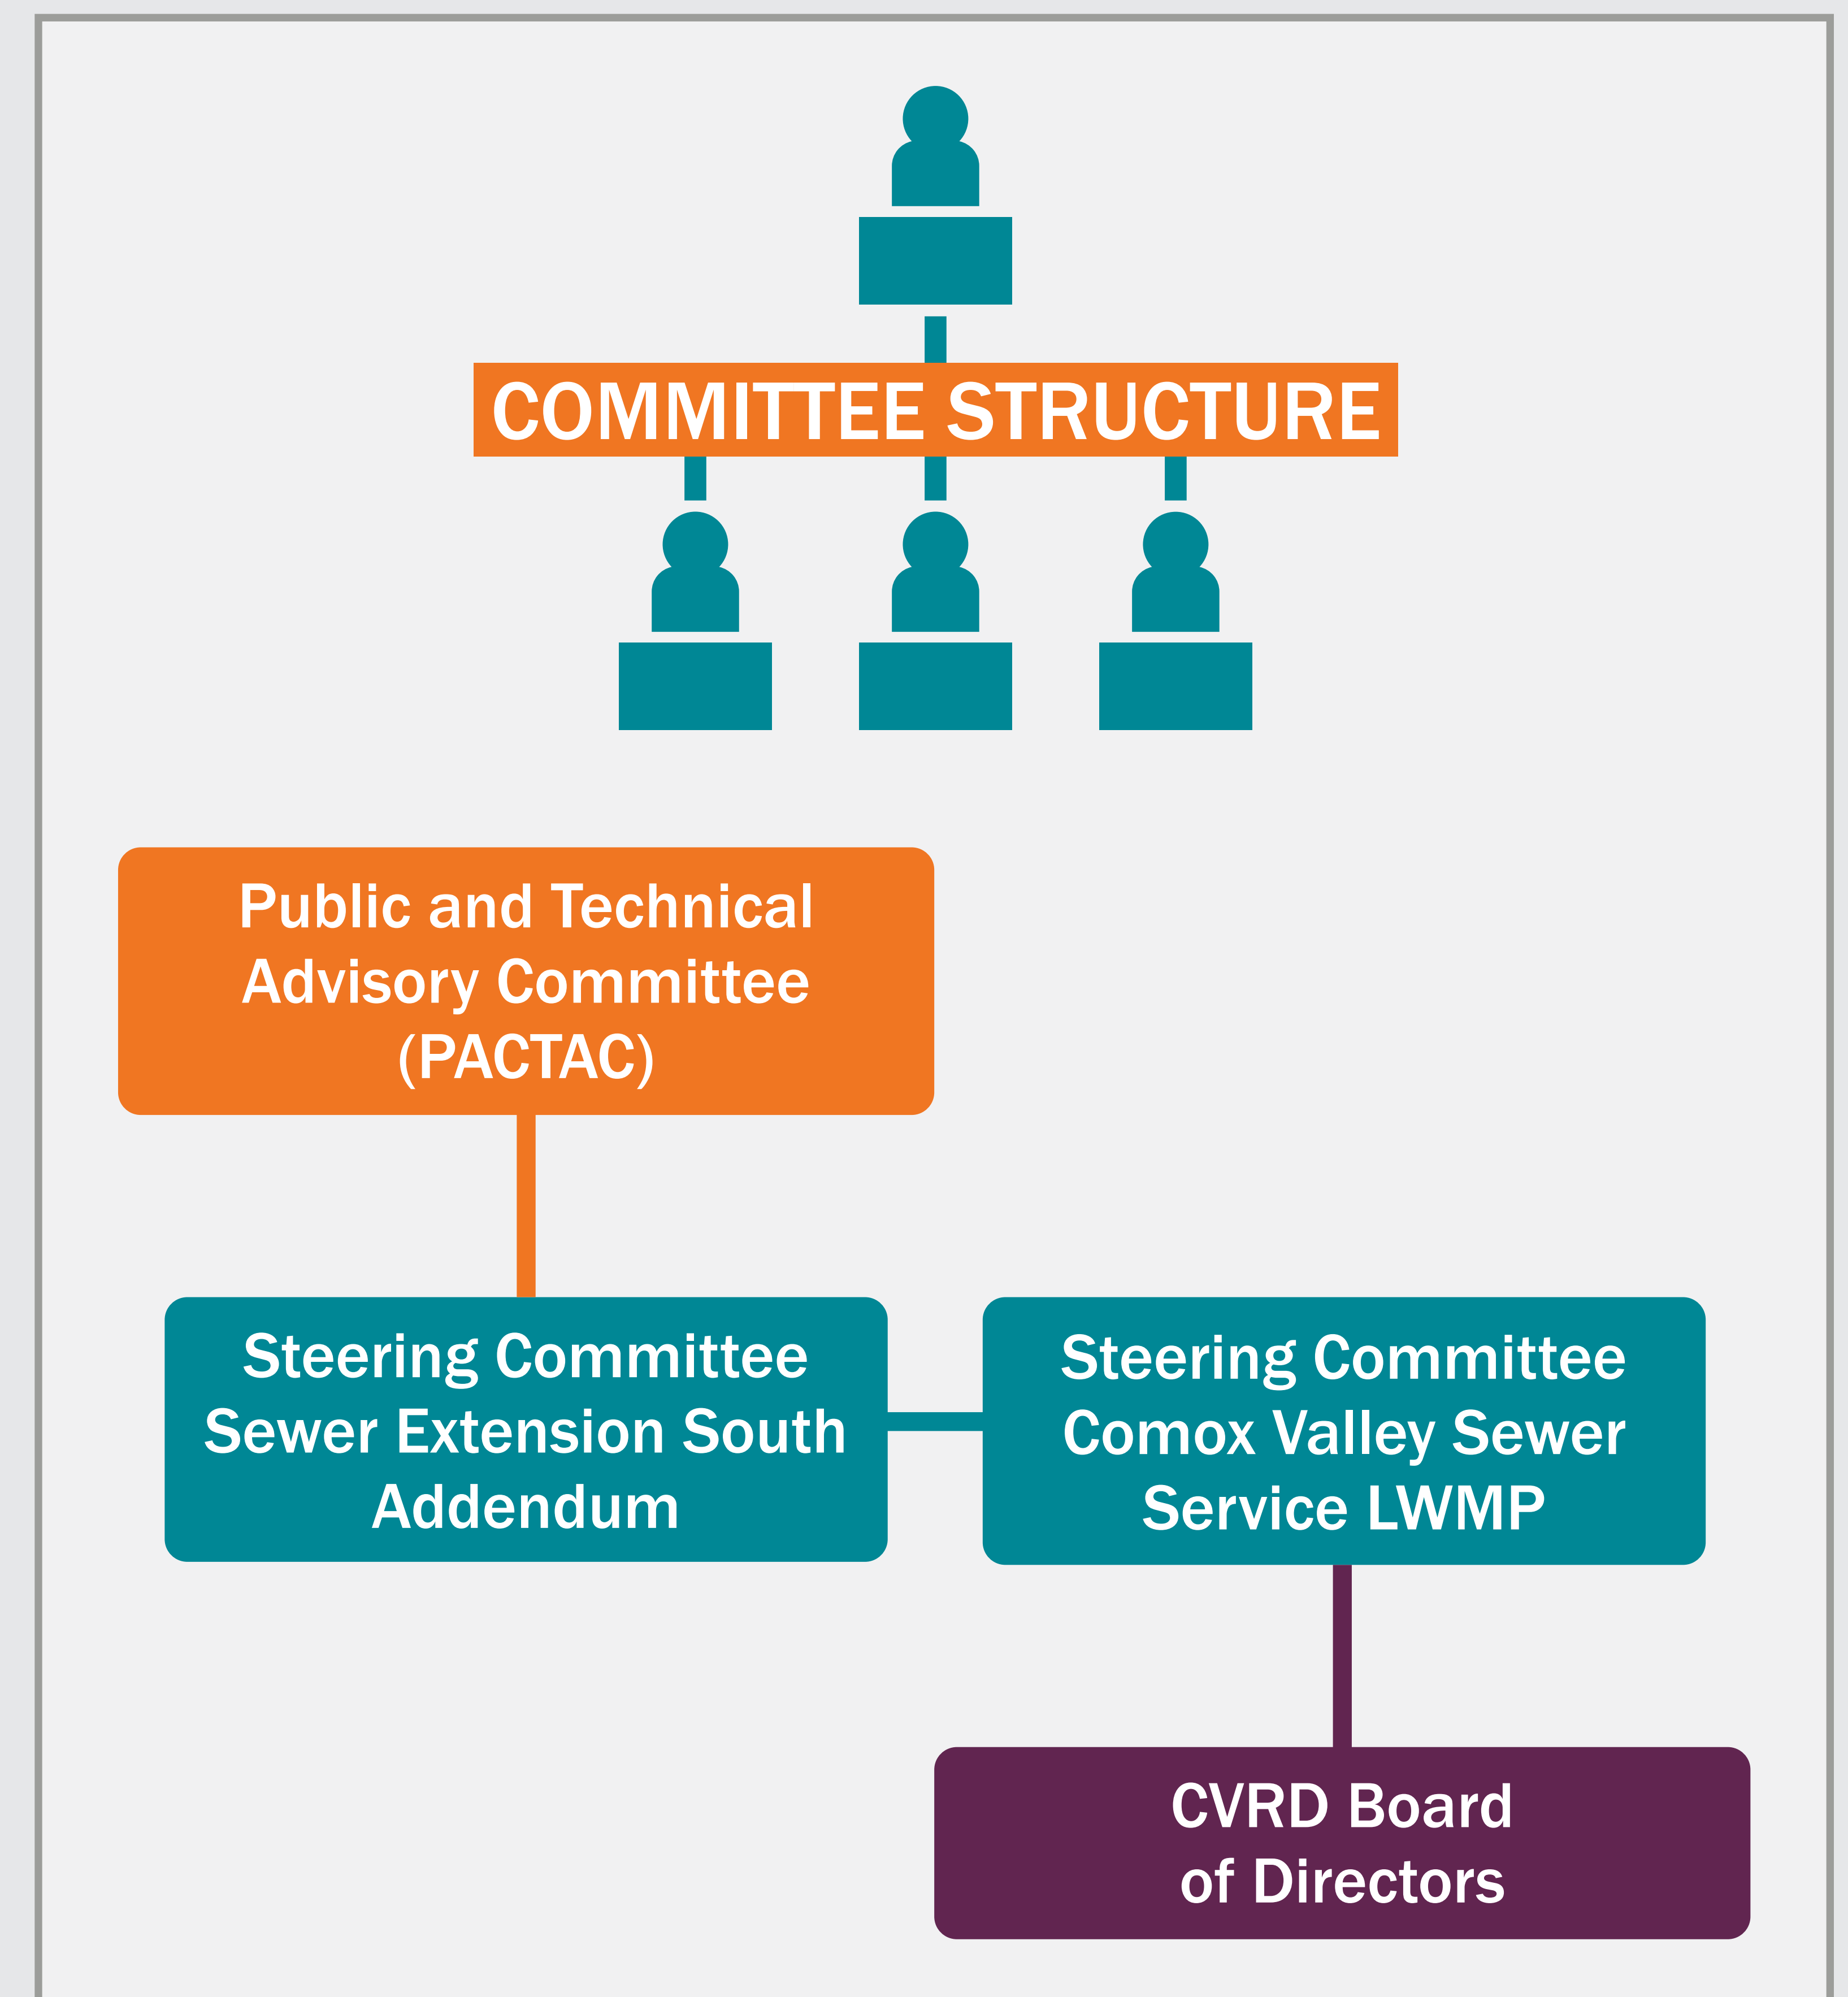 COMMITTEE STRUCTURE
Public and Technical
Advisory Committee
(PACTAC)
Steering Committee
Sewer Extension South
Addendum
Steering Committee
Comox Valley Sewer
Service LWMP
CVRD Board
of Directors